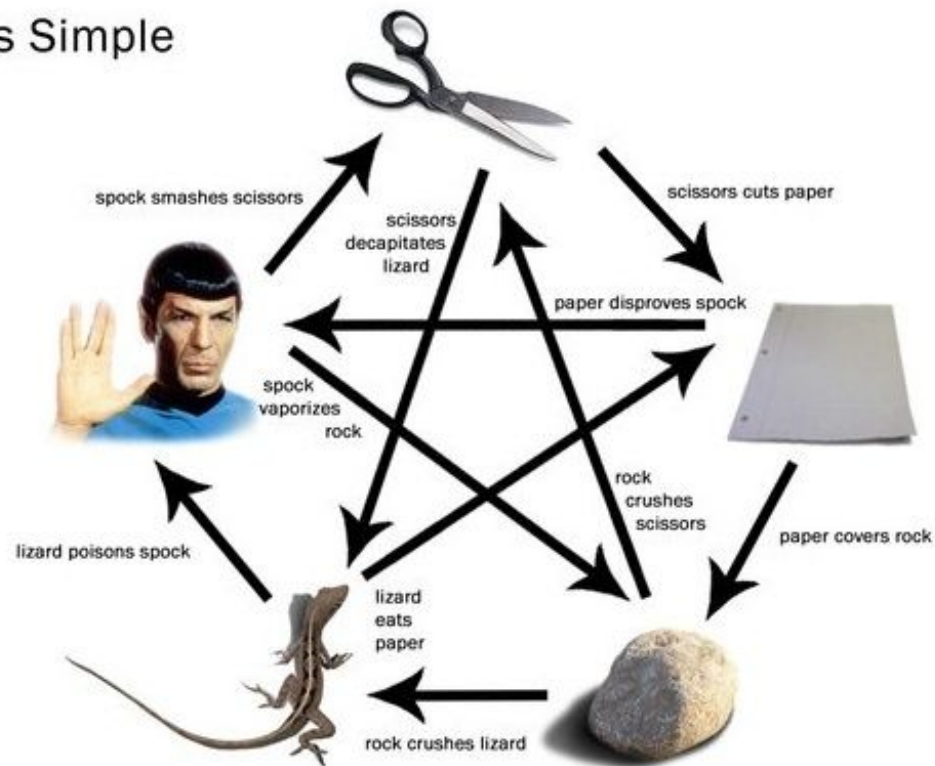 s Simple
spock smashes scissors
scissors cuts paper
scissors
decapitates
lizard
paper disproves spock
spock
vaporizes
rock
rock
crushes
scissors
lizard poisons spock
paper covers rock
lizard
eats
paper
rock crushes lizard